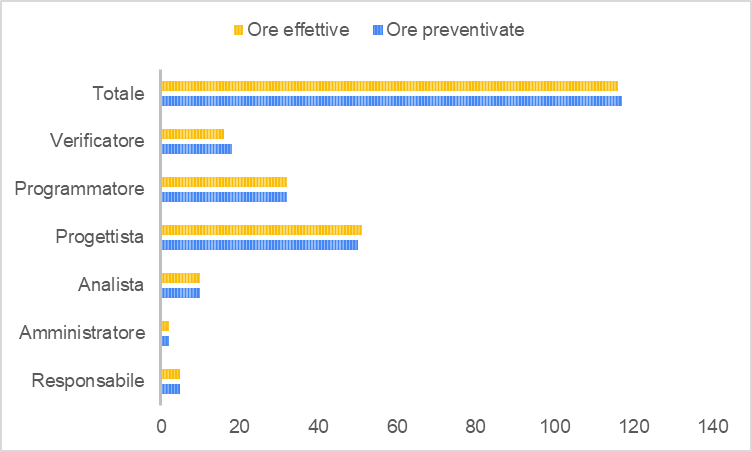 Ore effettive Ore preventivate
Totale
Verificatore
Programmatore
Progettista
Analista
Amministratore
Responsabile
0 20 40 60 80 100 120 140